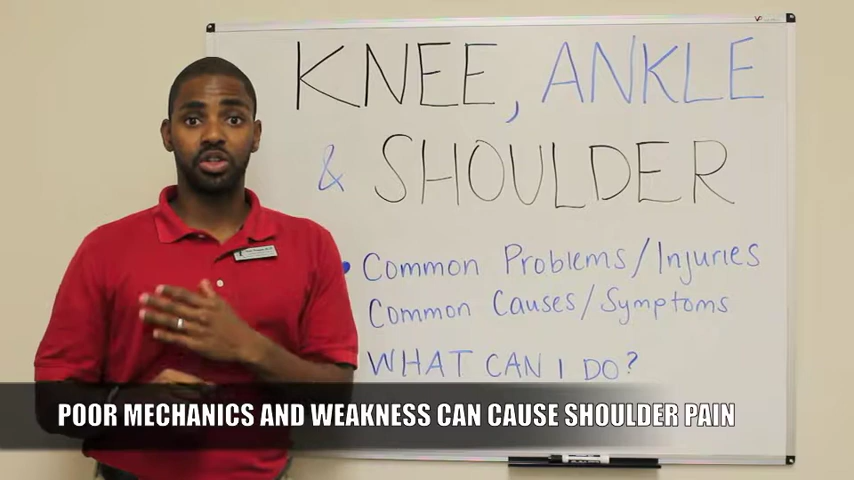 KNEE, ANKLE
& SHOULDER
Common Problems/Injuries
Common Causes/Symptoms
WHAT CAN I DO?
POOR MECHANICS AND WEAKNESS CAN CAUSE SHOULDER PAIN